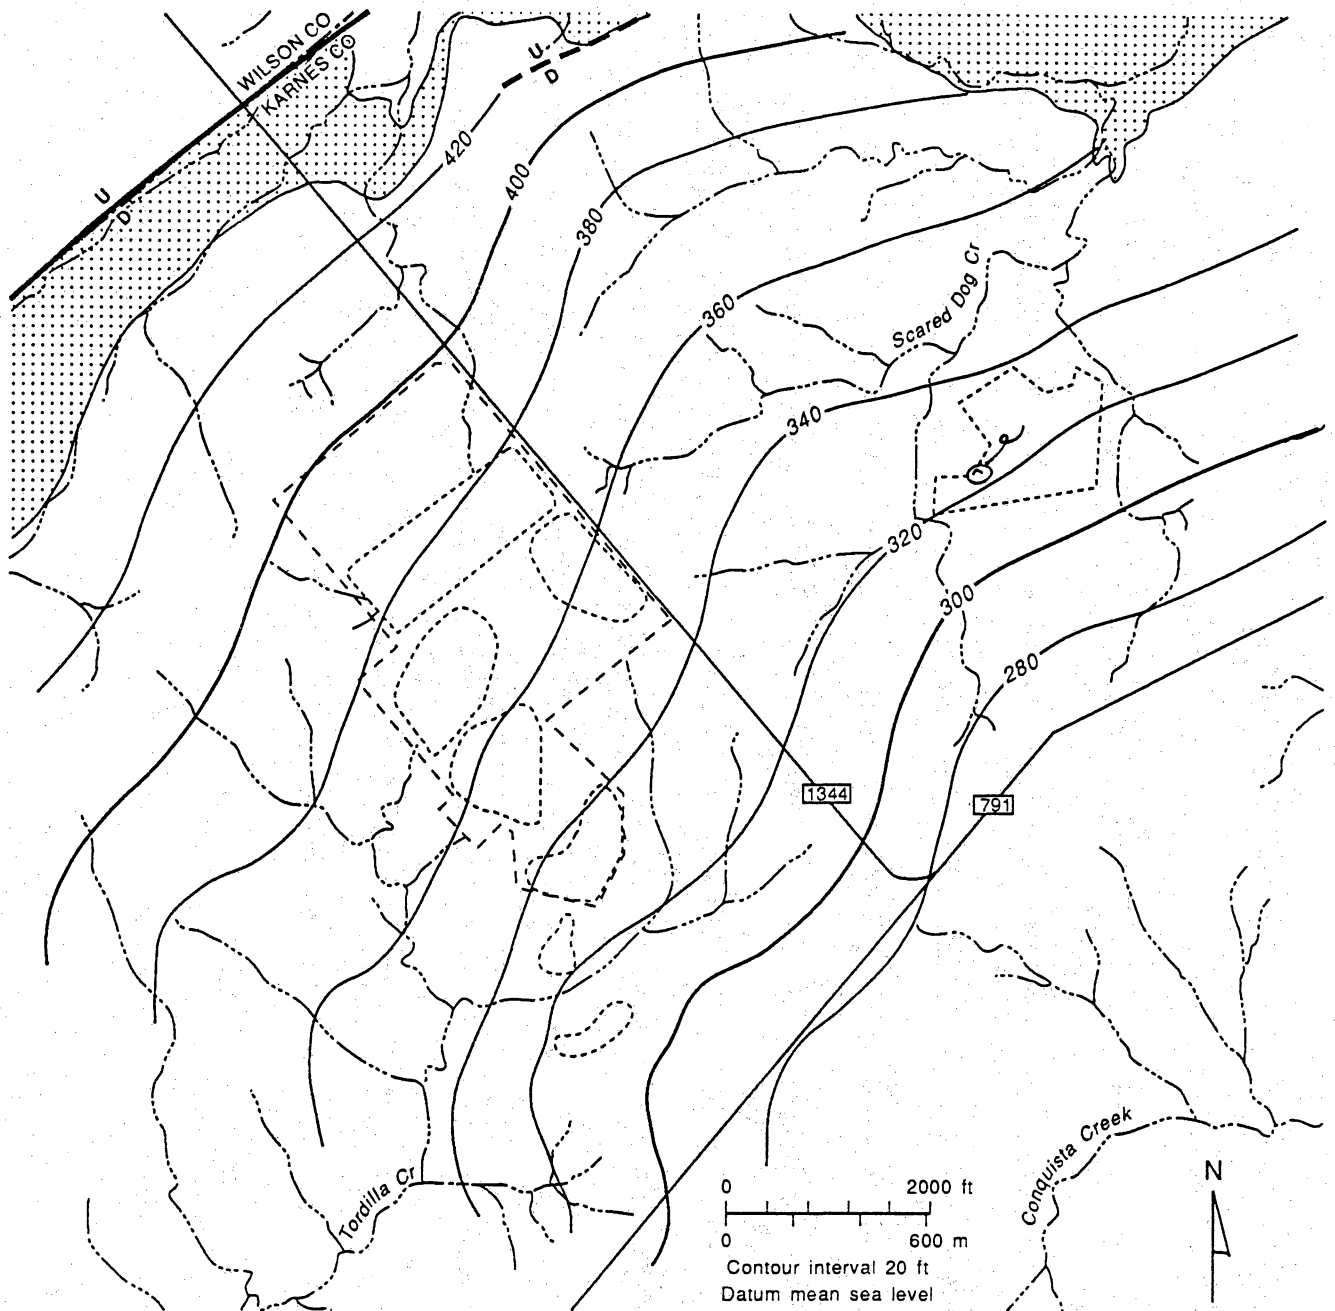 WILSON CO
KARNES CO
U
D
U
D
420
400
380
360
Scared Dog Cr
340
320
300
280
1344
791
Conquista Creek
Tordilla Cr
N
0 2000 ft
0 600 m
Contour interval 20 ft
Datum mean sea level